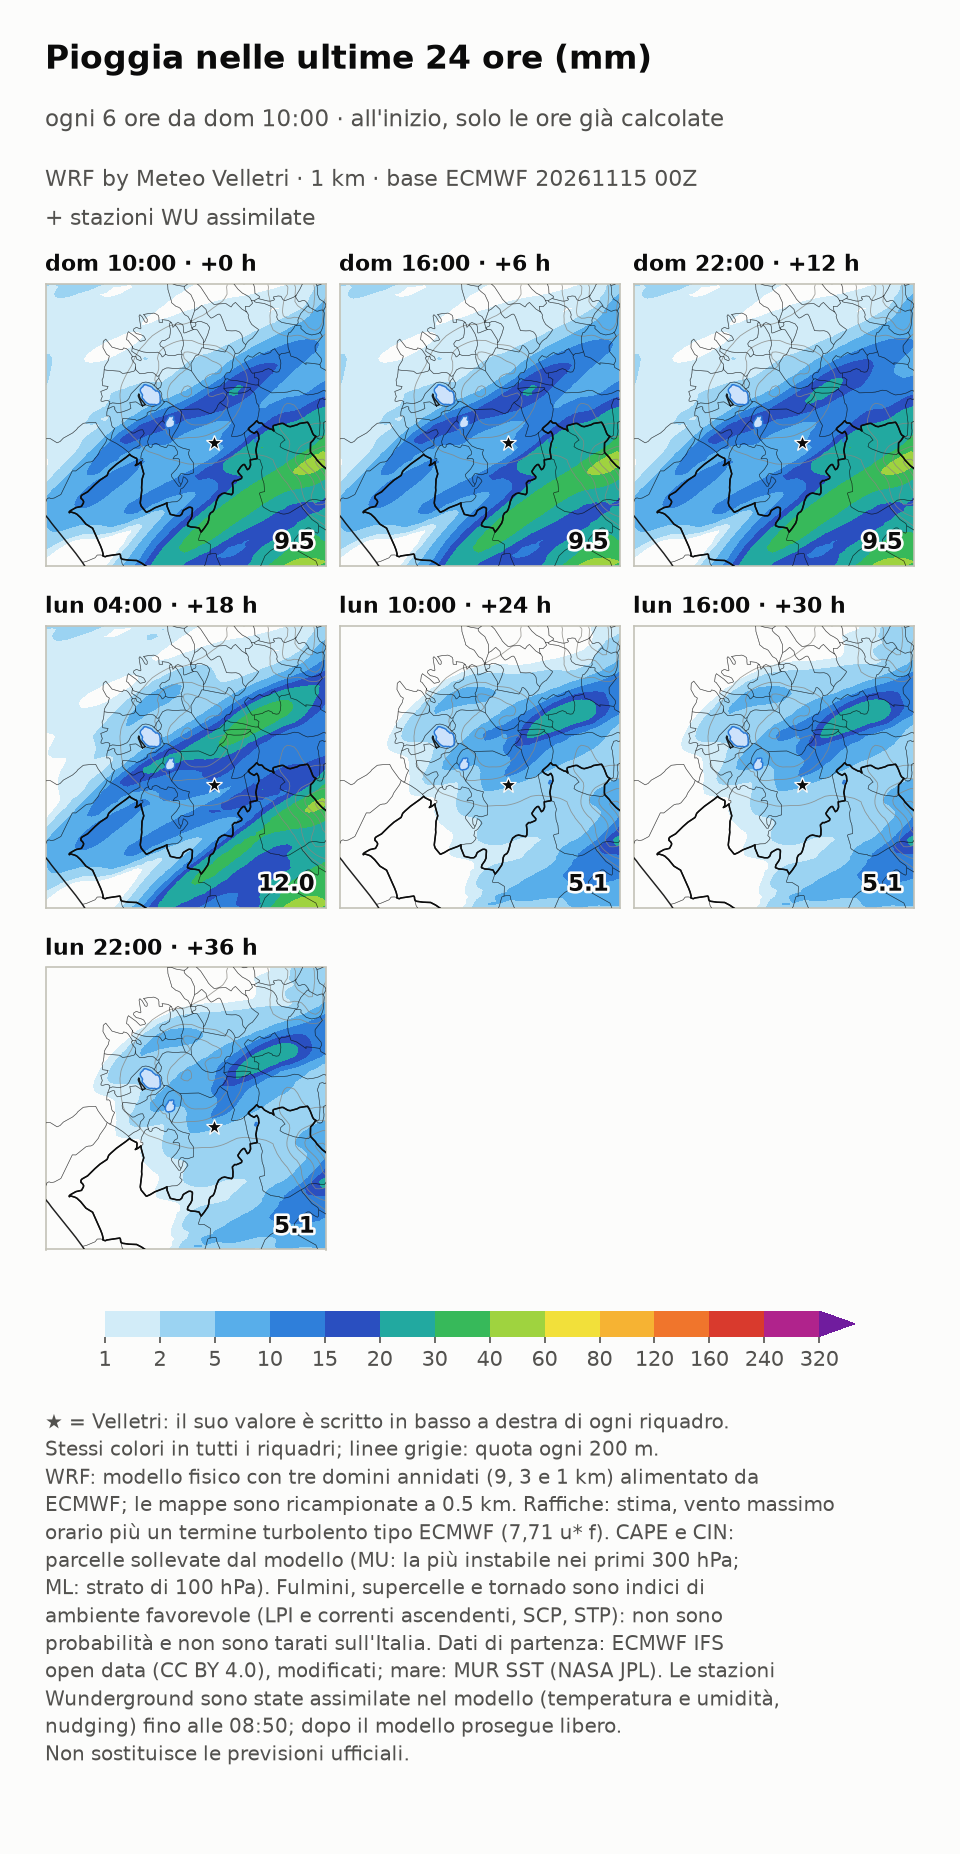 Pioggia nelle ultime 24 ore (mm)
ogni 6 ore da dom 10:00 · all'inizio, solo le ore già calcolate
WRF by Meteo Velletri · 1 km · base ECMWF 20261115 00Z
+ stazioni WU assimilate
dom 10:00 · +0 h
dom 16:00 · +6 h
dom 22:00 · +12 h
9.5
9.5
9.5
lun 04:00 · +18 h
lun 10:00 · +24 h
lun 16:00 · +30 h
12.0
5.1
5.1
lun 22:00 · +36 h
5.1
1 2 5 10 15 20 30 40 60 80 120 160 240 320
★ = Velletri: il suo valore è scritto in basso a destra di ogni riquadro.
Stessi colori in tutti i riquadri; linee grigie: quota ogni 200 m.
WRF: modello fisico con tre domini annidati (9, 3 e 1 km) alimentato da
ECMWF; le mappe sono ricampionate a 0.5 km. Raffiche: stima, vento massimo
orario più un termine turbolento tipo ECMWF (7,71 u* f). CAPE e CIN:
parcelle sollevate dal modello (MU: la più instabile nei primi 300 hPa;
ML: strato di 100 hPa). Fulmini, supercelle e tornado sono indici di
ambiente favorevole (LPI e correnti ascendenti, SCP, STP): non sono
probabilità e non sono tarati sull'Italia. Dati di partenza: ECMWF IFS
open data (CC BY 4.0), modificati; mare: MUR SST (NASA JPL). Le stazioni
Wunderground sono state assimilate nel modello (temperatura e umidità,
nudging) fino alle 08:50; dopo il modello prosegue libero.
Non sostituisce le previsioni ufficiali.